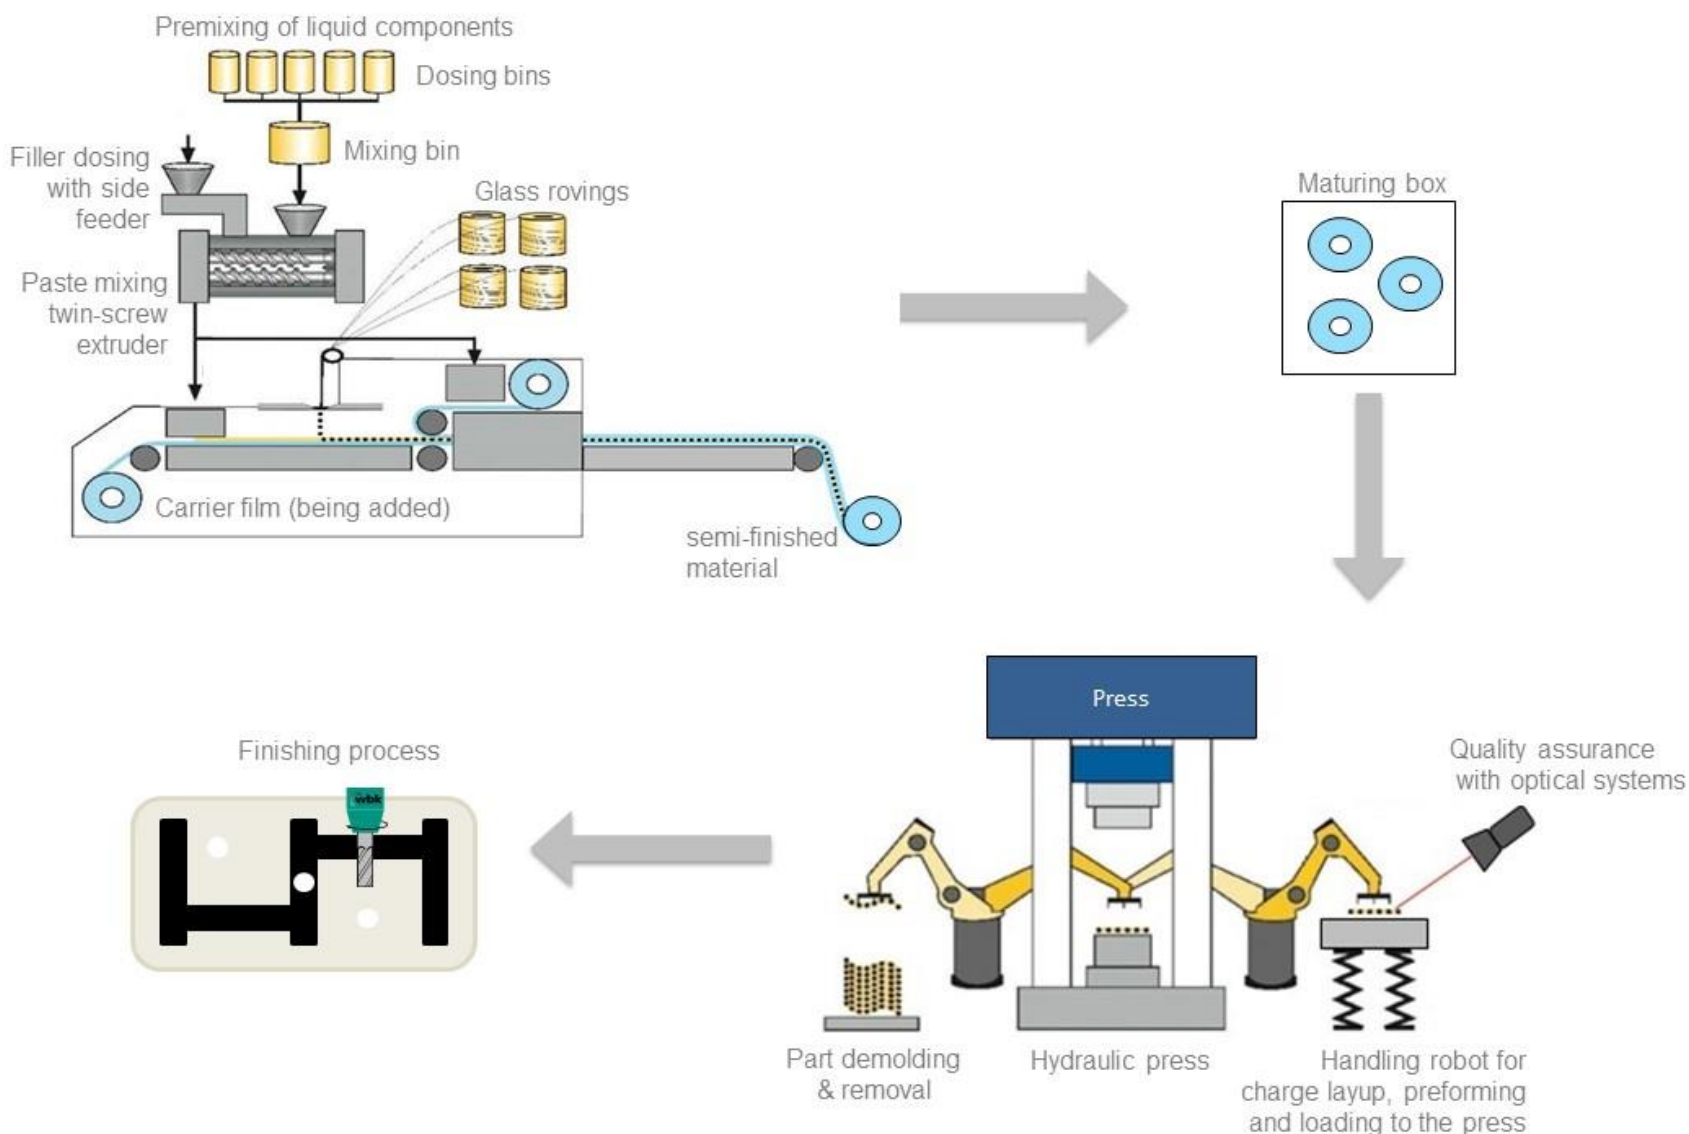 Premixing of liquid components
Dosing bins
Mixing bin
Filler dosing
with side
feeder
Glass rovings
Paste mixing
twin-screw
extruder
Carrier film (being added)
semi-finished
material
Maturing box
Press
Quality assurance
with optical systems
Part demolding
& removal
Hydraulic press
Handling robot for
charge layup, preforming
and loading to the press
Finishing process
wbk